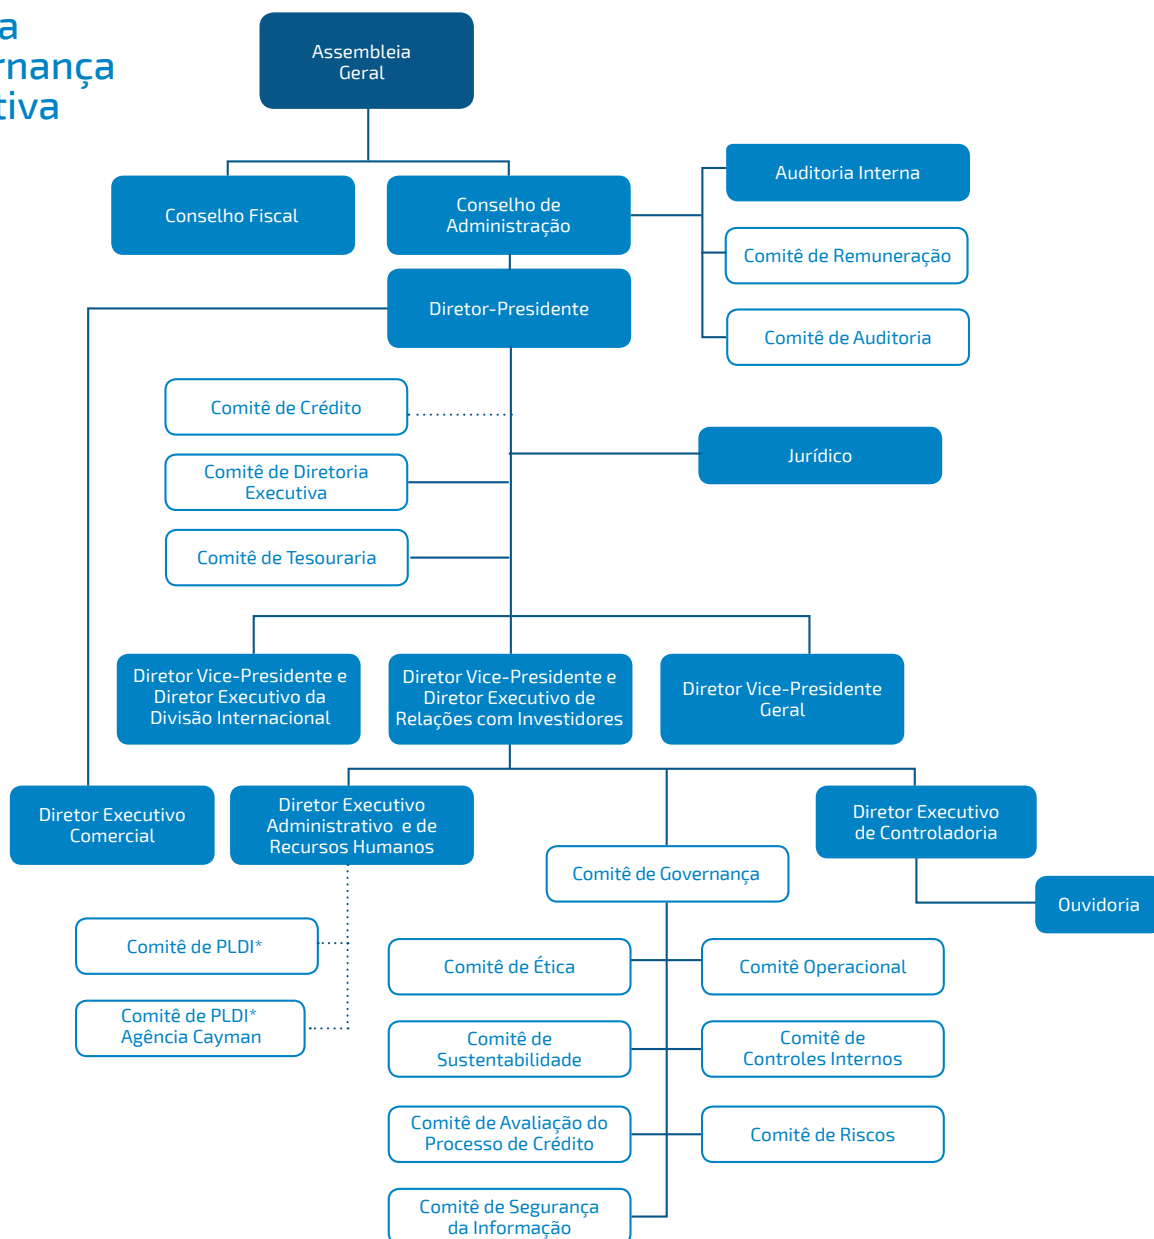 a
rnança
tiva
Assembleia
Geral
Conselho Fiscal
Conselho de
Administração
Auditoria Interna
Comitê de Remuneração
Comitê de Auditoria
Diretor-Presidente
Comitê de Crédito
Comitê de Diretoria
Executiva
Comitê de Tesouraria
Jurídico
Diretor Vice-Presidente e
Diretor Executivo da
Divisão Internacional
Diretor Vice-Presidente e
Diretor Executivo de
Relações com Investidores
Diretor Vice-Presidente
Geral
Diretor Executivo
Comercial
Diretor Executivo
Administrativo e de
Recursos Humanos
Diretor Executivo
de Controladoria
Comitê de Governança
Ouvidoria
Comitê de PLDI*
Comitê de PLDI*
Agência Cayman
Comitê de Ética
Comitê Operacional
Comitê de
Sustentabilidade
Comitê de
Controles Internos
Comitê de Avaliação do
Processo de Crédito
Comitê de Riscos
Comitê de Segurança
da Informação